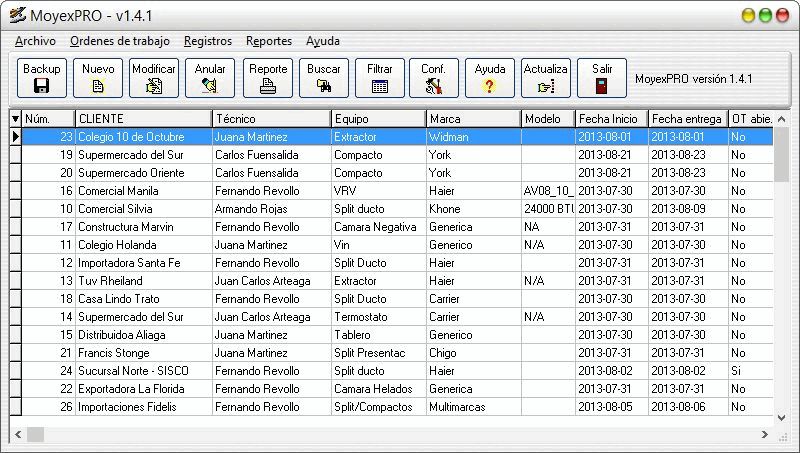 MoyexPRO - v1.4.1
Archivo Ordenes de trabajo Registros Reportes Ayuda
Backup Nuevo Modificar Anular Reporte Buscar Filtrar Conf. Ayuda Actualiza Salir MoyexPRO versión 1.4.1
Núm. CLIENTE Técnico Equipo Marca Modelo Fecha Inicio Fecha entrega OT abie.
23 Colegio 10 de Octubre Juana Martinez Extractor Widman 2013-08-01 2013-08-01 No
19 Supermercado del Sur Carlos Fuensalida Compacto York 2013-08-21 2013-08-23 No
20 Supermercado Oriente Carlos Fuensalida Compacto York 2013-08-21 2013-08-23 No
16 Comercial Manila Fernando Revollo VRV Haier AV08_10_ 2013-07-30 2013-07-30 No
10 Comercial Silvia Armando Rojas Split ducto Khone 24000 BTU 2013-07-30 2013-08-09 No
17 Constructura Marvin Fernando Revollo Camara Negativa Generica NA 2013-07-31 2013-07-31 No
11 Colegio Holanda Juana Martinez Vin Generico N/A 2013-07-30 2013-07-30 No
12 Importadora Santa Fe Fernando Revollo Split Ducto Haier 2013-07-31 2013-07-31 No
13 Tuv Rheiland Juan Carlos Arteaga Extractor Haier N/A 2013-07-30 2013-07-31 No
18 Casa Lindo Trato Fernando Revollo Split Ducto Carrier 2013-07-30 2013-07-30 No
14 Supermercado del Sur Juan Carlos Arteaga Termostato Carrier N/A 2013-07-30 2013-07-30 No
15 Distribuidoa Aliaga Juana Martinez Tablero Generico 2013-07-30 2013-07-30 No
21 Francis Stonge Juana Martinez Split Presentac Chigo 2013-07-31 2013-07-31 No
24 Sucursal Norte - SISCO Fernando Revollo Split ducto Haier 2013-08-02 2013-08-02 Si
22 Exportadora La Florida Fernando Revollo Camara Helados Generica 2013-07-31 2013-07-31 No
26 Importaciones Fidelis Fernando Revollo Split/Compactos Multimarcas 2013-08-05 2013-08-06 No